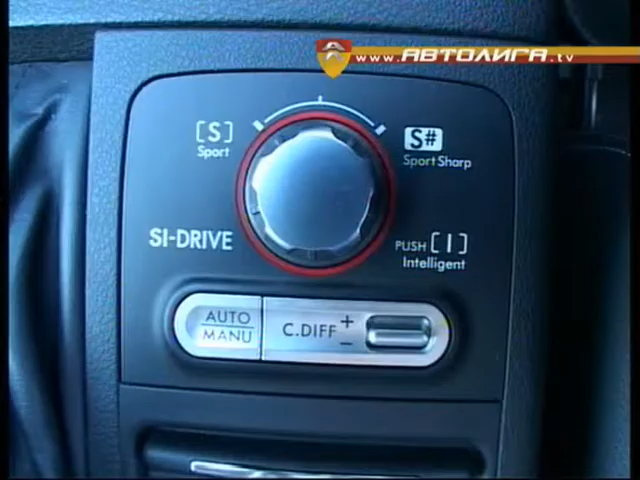 www.АВТОЛИГА.tv
[S]
Sport
S#
Sport Sharp
SI-DRIVE
PUSH [I]
Intelligent
AUTO
MANU
C.DIFF + −